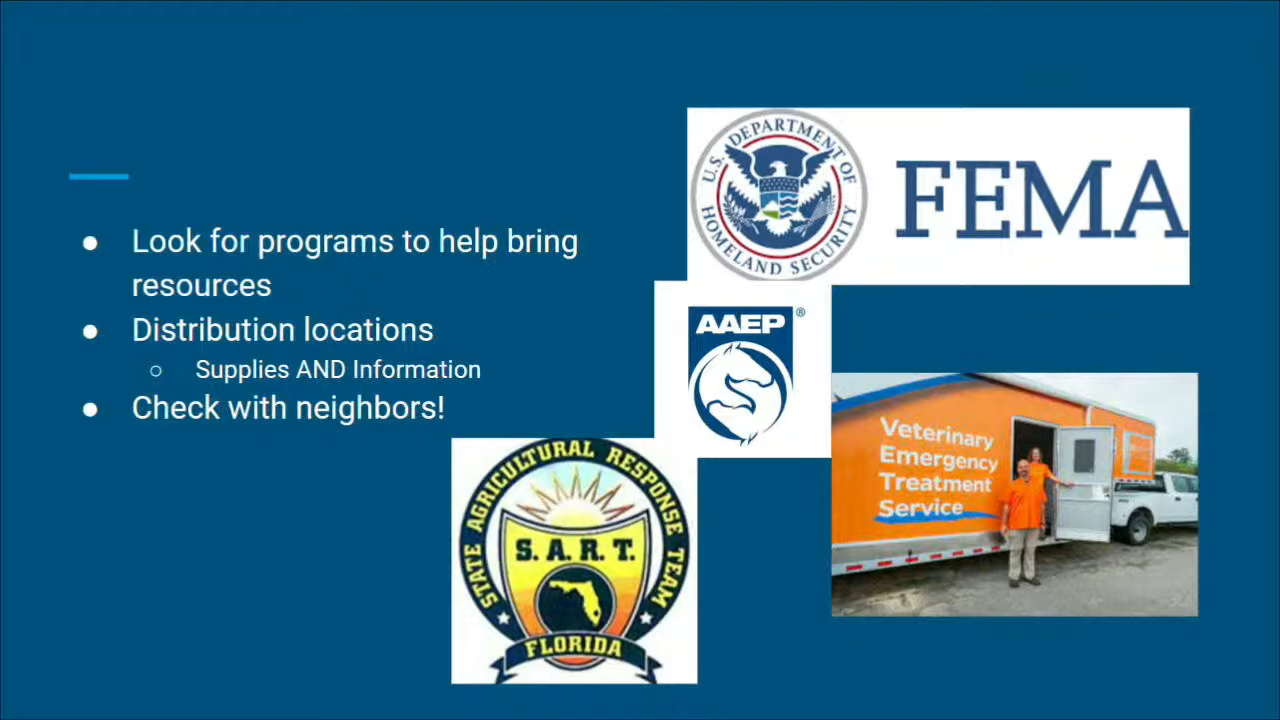 ● Look for programs to help bring
resources
● Distribution locations
○ Supplies AND Information
● Check with neighbors!
U.S. DEPARTMENT OF
HOMELAND SECURITY
FEMA
AAEP®
Veterinary
Emergency
Treatment
Service
STATE AGRICULTURAL RESPONSE TEAM
S.A.R.T.
FLORIDA